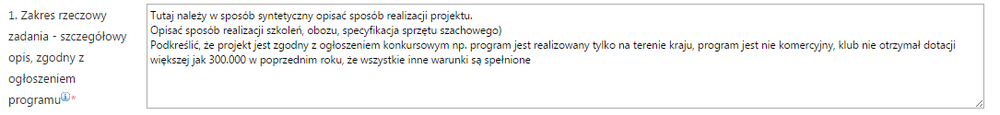 1. Zakres rzeczowy
zadania - szczegółowy
opis, zgodny z
ogłoszeniem
programu*
Tutaj należy w sposób syntetyczny opisać sposób realizacji projektu.
Opisać sposób realizacji szkoleń, obozu, specyfikacja sprzętu szachowego)
Podkreślić, że projekt jest zgodny z ogłoszeniem konkursowym np. program jest realizowany tylko na terenie kraju, program jest nie komercyjny, klub nie otrzymał dotacji
większej jak 300.000 w poprzednim roku, że wszystkie inne warunki są spełnione